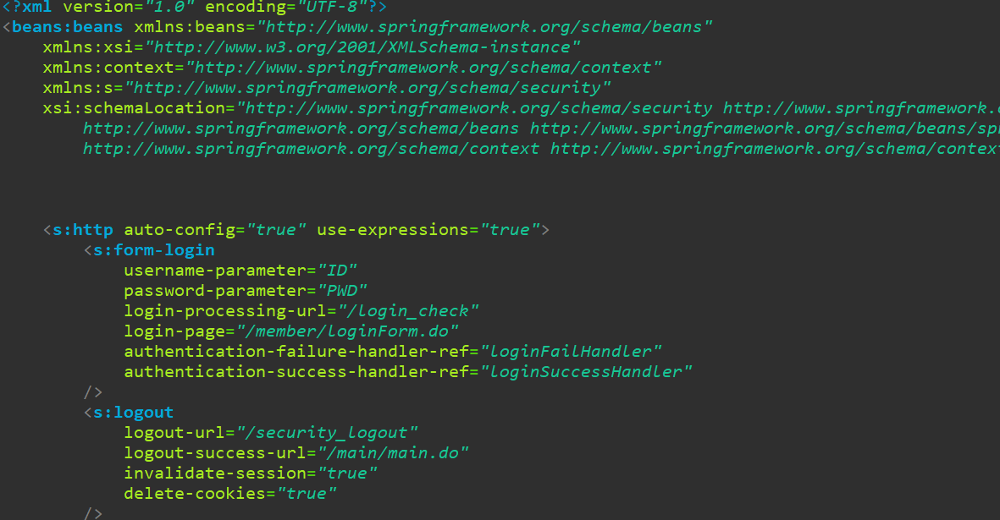 <?xml version="1.0" encoding="UTF-8"?>
<beans:beans xmlns:beans="http://www.springframework.org/schema/beans"
xmlns:xsi="http://www.w3.org/2001/XMLSchema-instance"
xmlns:context="http://www.springframework.org/schema/context"
xmlns:s="http://www.springframework.org/schema/security"
xsi:schemaLocation="http://www.springframework.org/schema/security http://www.springframework.
http://www.springframework.org/schema/beans http://www.springframework.org/schema/beans/spr
http://www.springframework.org/schema/context http://www.springframework.org/schema/context
<s:http auto-config="true" use-expressions="true">
<s:form-login
username-parameter="ID"
password-parameter="PWD"
login-processing-url="/login_check"
login-page="/member/loginForm.do"
authentication-failure-handler-ref="loginFailHandler"
authentication-success-handler-ref="loginSuccessHandler"
/>
<s:logout
logout-url="/security_logout"
logout-success-url="/main/main.do"
invalidate-session="true"
delete-cookies="true"
/>